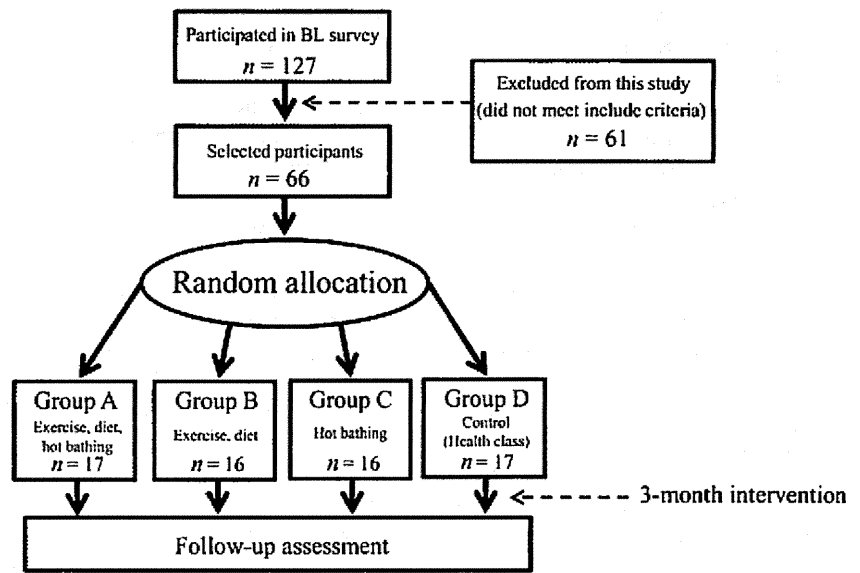 Participated in BL survey
n = 127
Excluded from this study
(did not meet include criteria)
n = 61
Selected participants
n = 66
Random allocation
Group A
Exercise, diet,
hot bathing
n = 17
Group B
Exercise, diet
n = 16
Group C
Hot bathing
n = 16
Group D
Control
(Health class)
n = 17
3-month intervention
Follow-up assessment